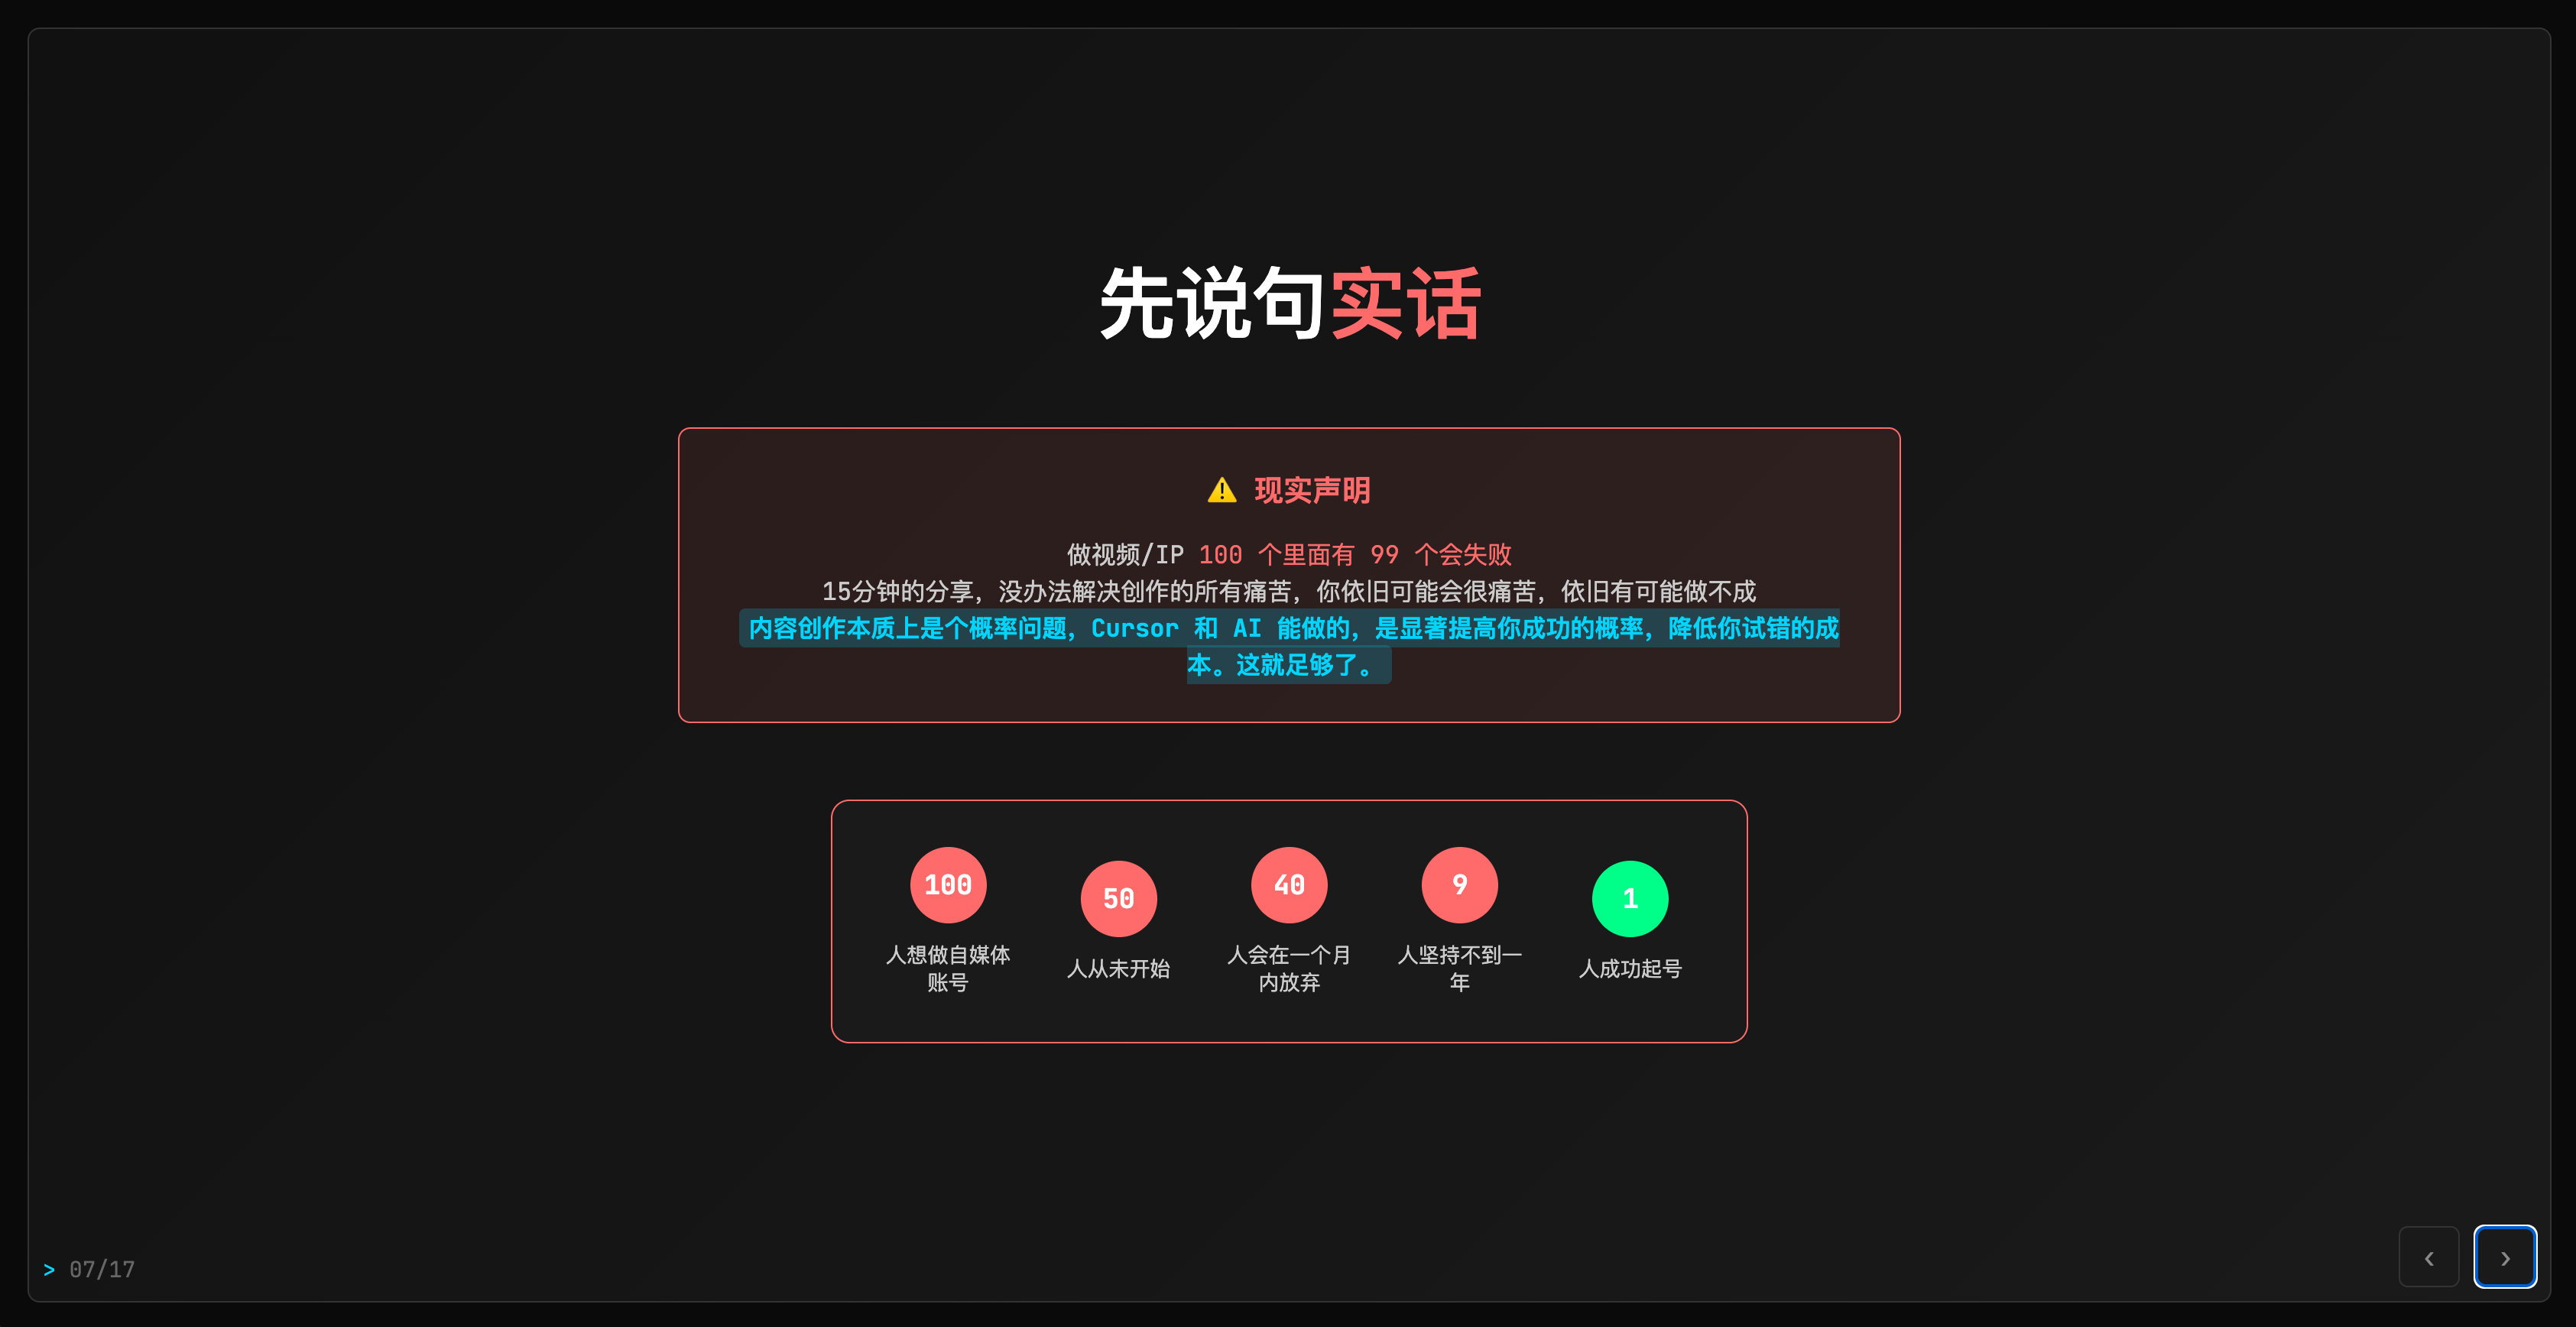 先说句实话
⚠️ 现实声明
做视频/IP 100 个里面有 99 个会失败
15分钟的分享，没办法解决创作的所有痛苦，你依旧可能会很痛苦，依旧有可能做不成
内容创作本质上是个概率问题，Cursor 和 AI 能做的，是显著提高你成功的概率，降低你试错的成
本。这就足够了。
100
人想做自媒体
账号
50
人从未开始
40
人会在一个月
内放弃
9
人坚持不到一
年
1
人成功起号
> 07/17
‹ ›